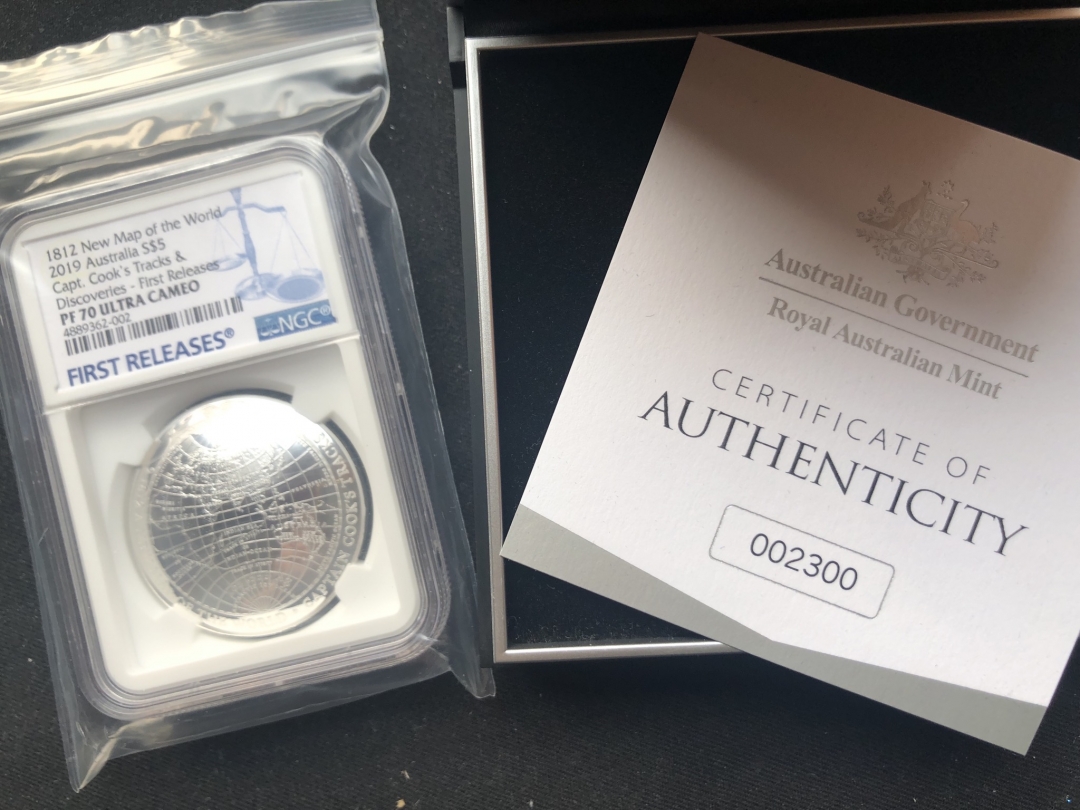 1812 New Map of the World
2019 Australia S$5
Capt. Cook's Tracks &
Discoveries - First Releases
PF 70 ULTRA CAMEO
4889362-002
NGC®
FIRST RELEASES®
CAPTAIN COOK'S TRACKS
Australian Government
Royal Australian Mint
CERTIFICATE OF
AUTHENTICITY
002300